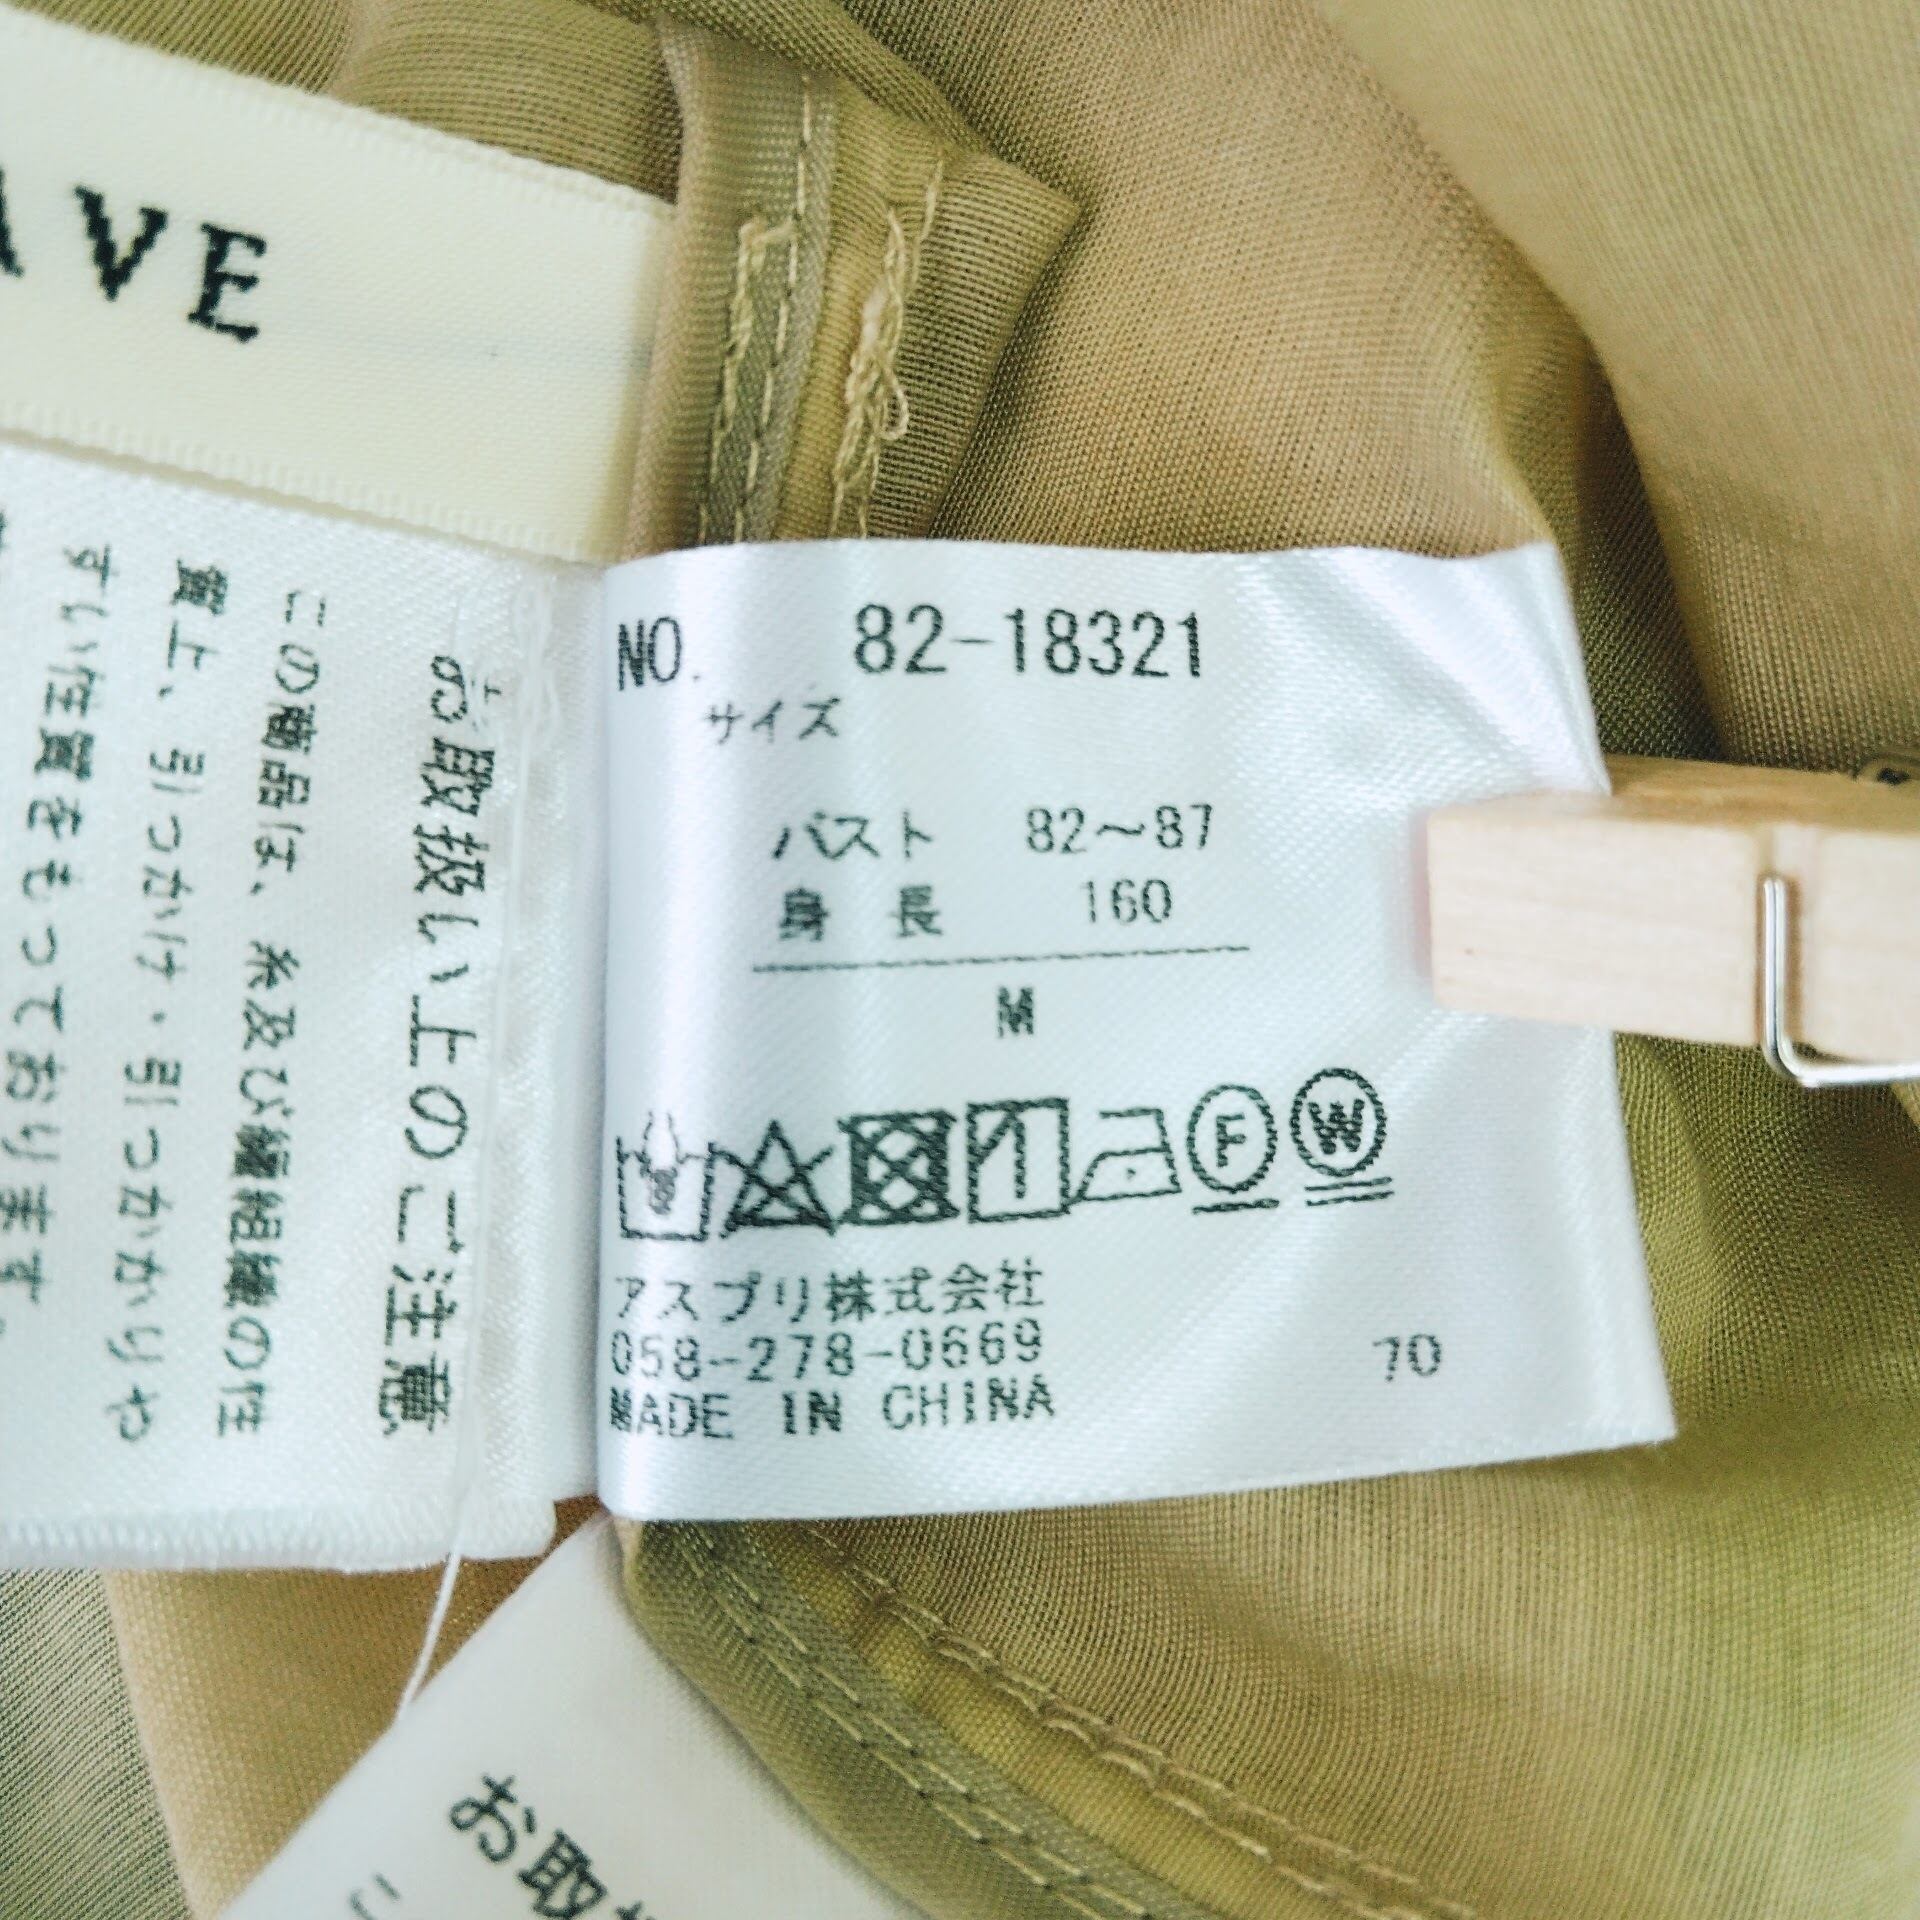 AVE
NO. 82-18321
サイズ
バスト 82〜87
身長 160
M
アスプリ株式会社
058-278-0669
MADE IN CHINA
70
お取扱い上のご注意
この商品は、糸及び繊組織の性
質上、引っかけ・引っかかりや
すい性質をもっております。
お取
こ